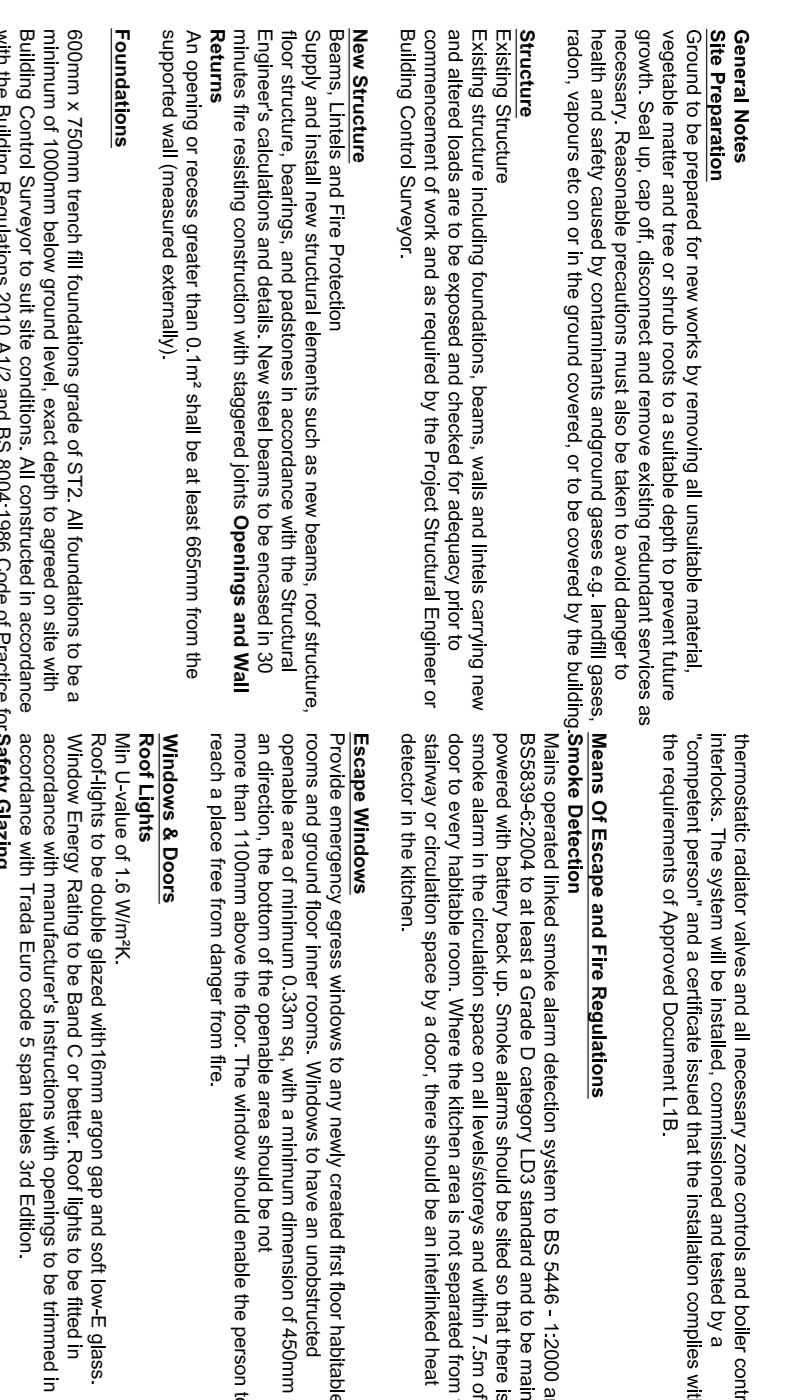 General Notes
Site Preparation
Ground to be prepared for new works by removing all unsuitable material,
vegetable matter and tree or shrub roots to a suitable depth to prevent future
growth. Seal up, cap off, disconnect and remove existing redundant services as
necessary. Reasonable precautions must also be taken to avoid danger to
health and safety caused by contaminants andground gases e.g. landfill gases,
radon, vapours etc on or in the ground covered, or to be covered by the building.
Structure
Existing Structure
Existing structure including foundations, beams, walls and lintels carrying new
and altered loads are to be exposed and checked for adequacy prior to
commencement of work and as required by the Project Structural Engineer or
Building Control Surveyor.
New Structure
Beams, Lintels and Fire Protection
Supply and install new structural elements such as new beams, roof structure,
floor structure, bearings, and padstones in accordance with the Structural
Engineer's calculations and details. New steel beams to be encased in 30
minutes fire resisting construction with staggered joints Openings and Wall
Returns
An opening or recess greater than 0.1m² shall be at least 665mm from the
supported wall (measured externally).
Foundations
600mm x 750mm trench fill foundations grade of ST2. All foundations to be a
minimum of 1000mm below ground level, exact depth to agreed on site with
Building Control Surveyor to suit site conditions. All constructed in accordance
with the Building Regulations 2010 A1/2 and BS 8004:1986 Code of Practice for
thermostatic radiator valves and all necessary zone controls and boiler contr
interlocks. The system will be installed, commissioned and tested by a
"competent person" and a certificate issued that the installation complies wit
the requirements of Approved Document L1B.
Means Of Escape and Fire Regulations
Smoke Detection
Mains operated linked smoke alarm detection system to BS 5446 - 1:2000 a
BS5839-6:2004 to at least a Grade D category LD3 standard and to be main
powered with battery back up. Smoke alarms should be sited so that there is
smoke alarm in the circulation space on all levels/storeys and within 7.5m of
door to every habitable room. Where the kitchen area is not separated from
stairway or circulation space by a door, there should be an interlinked heat
detector in the kitchen.
Escape Windows
Provide emergency egress windows to any newly created first floor habitable
rooms and ground floor inner rooms. Windows to have an unobstructed
openable area of minimum 0.33m sq, with a minimum dimension of 450mm
an direction, the bottom of the openable area should be not
more than 1100mm above the floor. The window should enable the person t
reach a place free from danger from fire.
Windows & Doors
Roof Lights
Min U-value of 1.6 W/m²K.
Roof-lights to be double glazed with16mm argon gap and soft low-E glass.
Window Energy Rating to be Band C or better. Roof lights to be fitted in
accordance with manufacturer's instructions with openings to be trimmed in
accordance with Trada Euro code 5 span tables 3rd Edition.
Safety Glazing